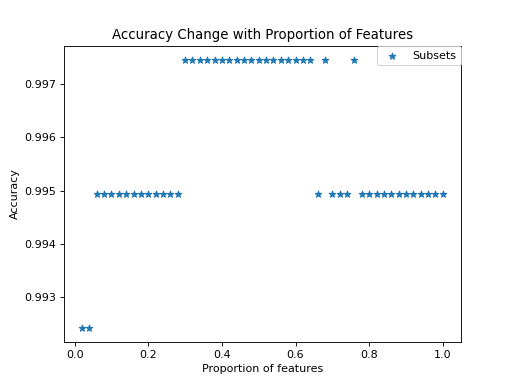 Accuracy Change with Proportion of Features
Subsets
0.997
0.996
0.995
0.994
0.993
Accuracy
0.0 0.2 0.4 0.6 0.8 1.0
Proportion of features